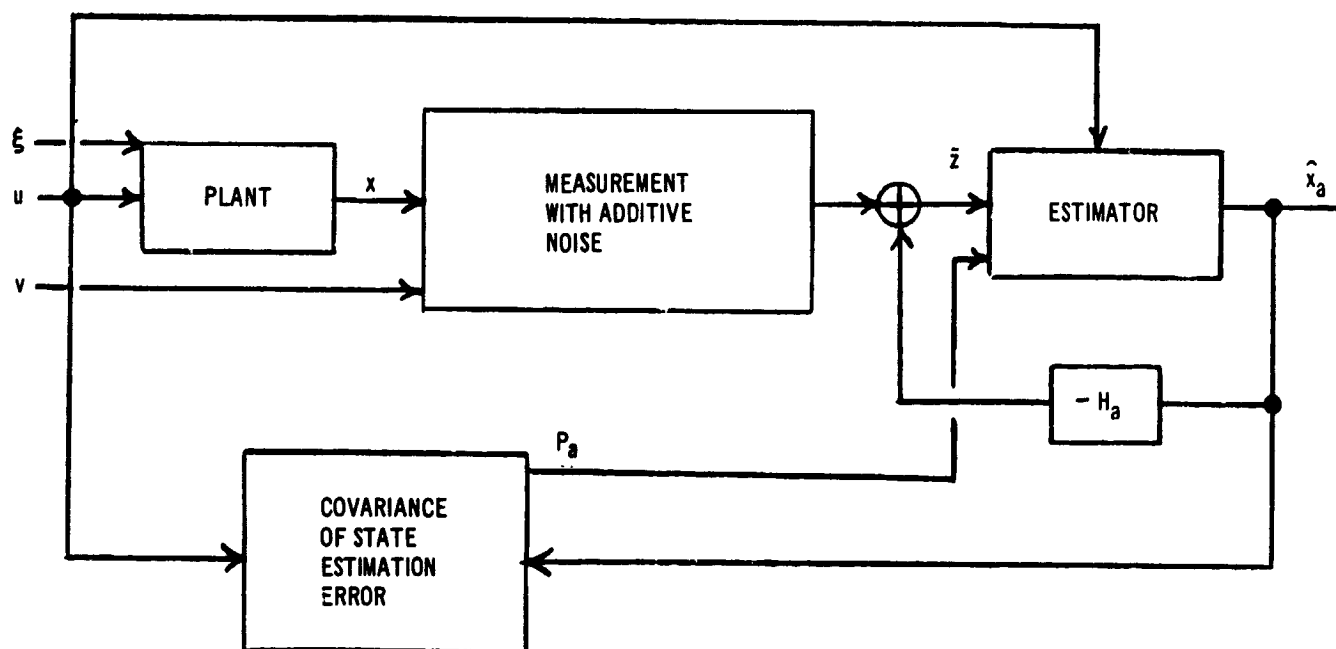 ξ
u
v
PLANT
x
MEASUREMENT
WITH ADDITIVE
NOISE
z̃
ESTIMATOR
x̂ₐ
- Hₐ
Pₐ
COVARIANCE
OF STATE
ESTIMATION
ERROR